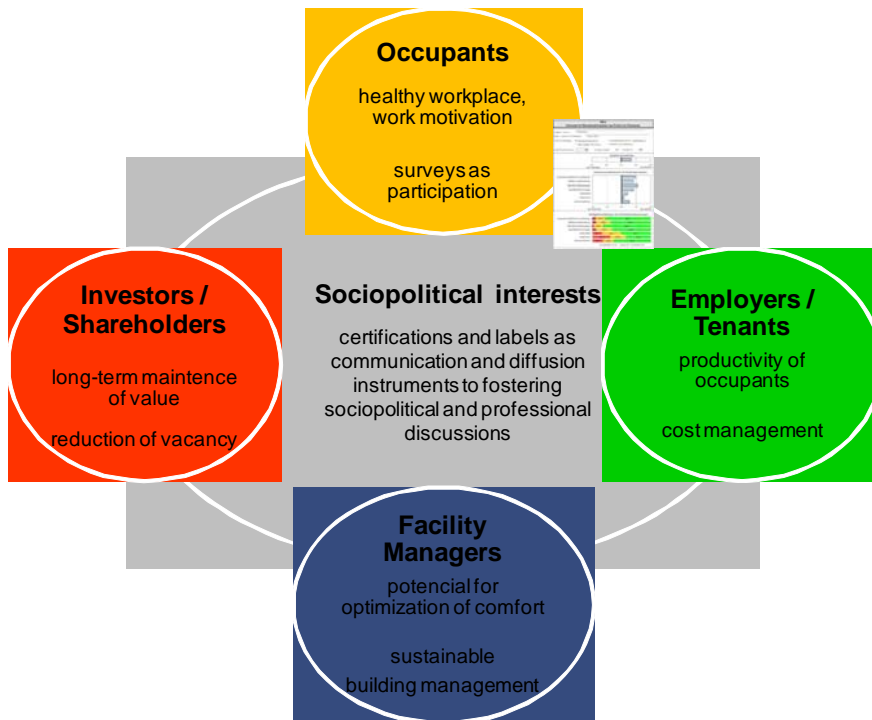 Occupants
healthy workplace,
work motivation
surveys as
participation
Investors /
Shareholders
long-term maintence
of value
reduction of vacancy
Sociopolitical interests
certifications and labels as
communication and diffusion
instruments to fostering
sociopolitical and professional
discussions
Employers /
Tenants
productivity of
occupants
cost management
Facility
Managers
potencial for
optimization of comfort
sustainable
building management